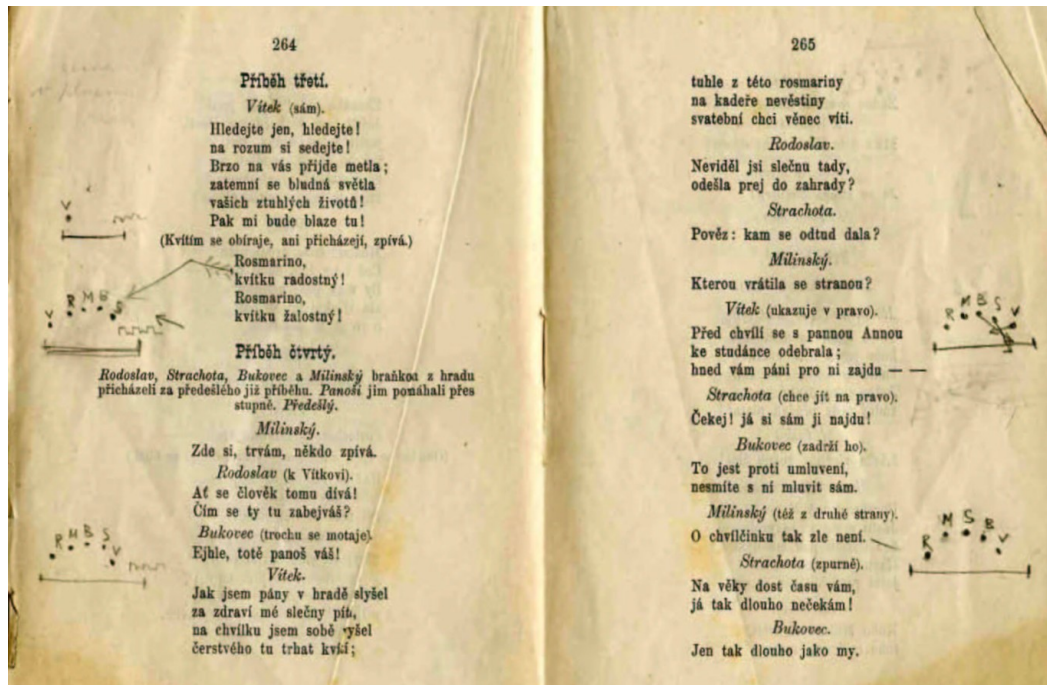 264
Příběh třetí.
Vítek (sám).
Hledejte jen, hledejte!
na rozum si sedejte!
Brzo na vás přijde metla;
zatemní se bludná světla
vašich ztuhlých životů!
Pak mi bude blaze tu!
(Kvítím se obíraje, ani přicházejí, zpívá.)
Rosmarino,
kvítku radostný!
Rosmarino,
kvítku žalostný!
Příběh čtvrtý.
Rodoslav, Strachota, Bukovec a Milinský brankou z hradu
přicházeli za předešlého již příběhu. Panoši jim pomáhali přes
stupně. Předešlý.
Milinský.
Zde si, trvám, někdo zpívá.
Rodoslav (k Vítkovi).
Ať se člověk tomu dívá!
Čím se ty tu zabejváš?
Bukovec (trochu se motaje).
Ejhle, totě panoš váš!
Vítek.
Jak jsem pány v hradě slyšel
za zdraví mé slečny píti,
na chvilku jsem sobě vyšel
čerstvého tu trhat kvítí;
V
V R M B S
R M B S V
265
tuhle z této rosmariny
na kadeře nevěstiny
svatební chci věnec víti.
Rodoslav.
Neviděl jsi slečnu tady,
odešla prej do zahrady?
Strachota.
Pověz: kam se odtud dala?
Milinský.
Kterou vrátila se stranou?
Vítek (ukazuje v pravo).
Před chvílí se s pannou Annou
ke studánce odebrala;
hned vám páni pro ni zajdu — —
Strachota (chce jít na pravo).
Čekej! já si sám ji najdu!
Bukovec (zadrží ho).
To jest proti umluvení,
nesmíte s ní mluvit sám.
Milinský (též z druhé strany).
O chvilčinku tak zle není.
Strachota (zpurně).
Na věky dost času vám,
já tak dlouho nečekám!
Bukovec.
Jen tak dlouho jako my.
R M B S V
R M S B V